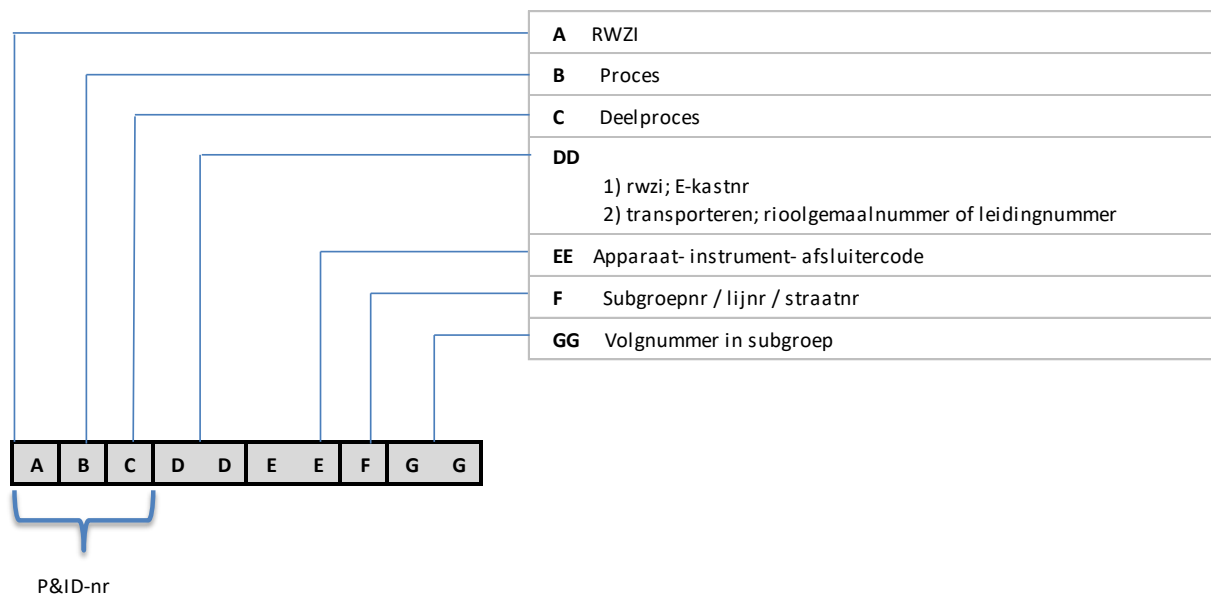 A RWZI
B Proces
C Deelproces
DD
1) rwzi; E-kastnr
2) transporteren; rioolgemaalnummer of leidingnummer
EE Apparaat- instrument- afsluitercode
F Subgroepnr / lijnr / straatnr
GG Volgnummer in subgroep
A B C D D E E F G G
P&ID-nr